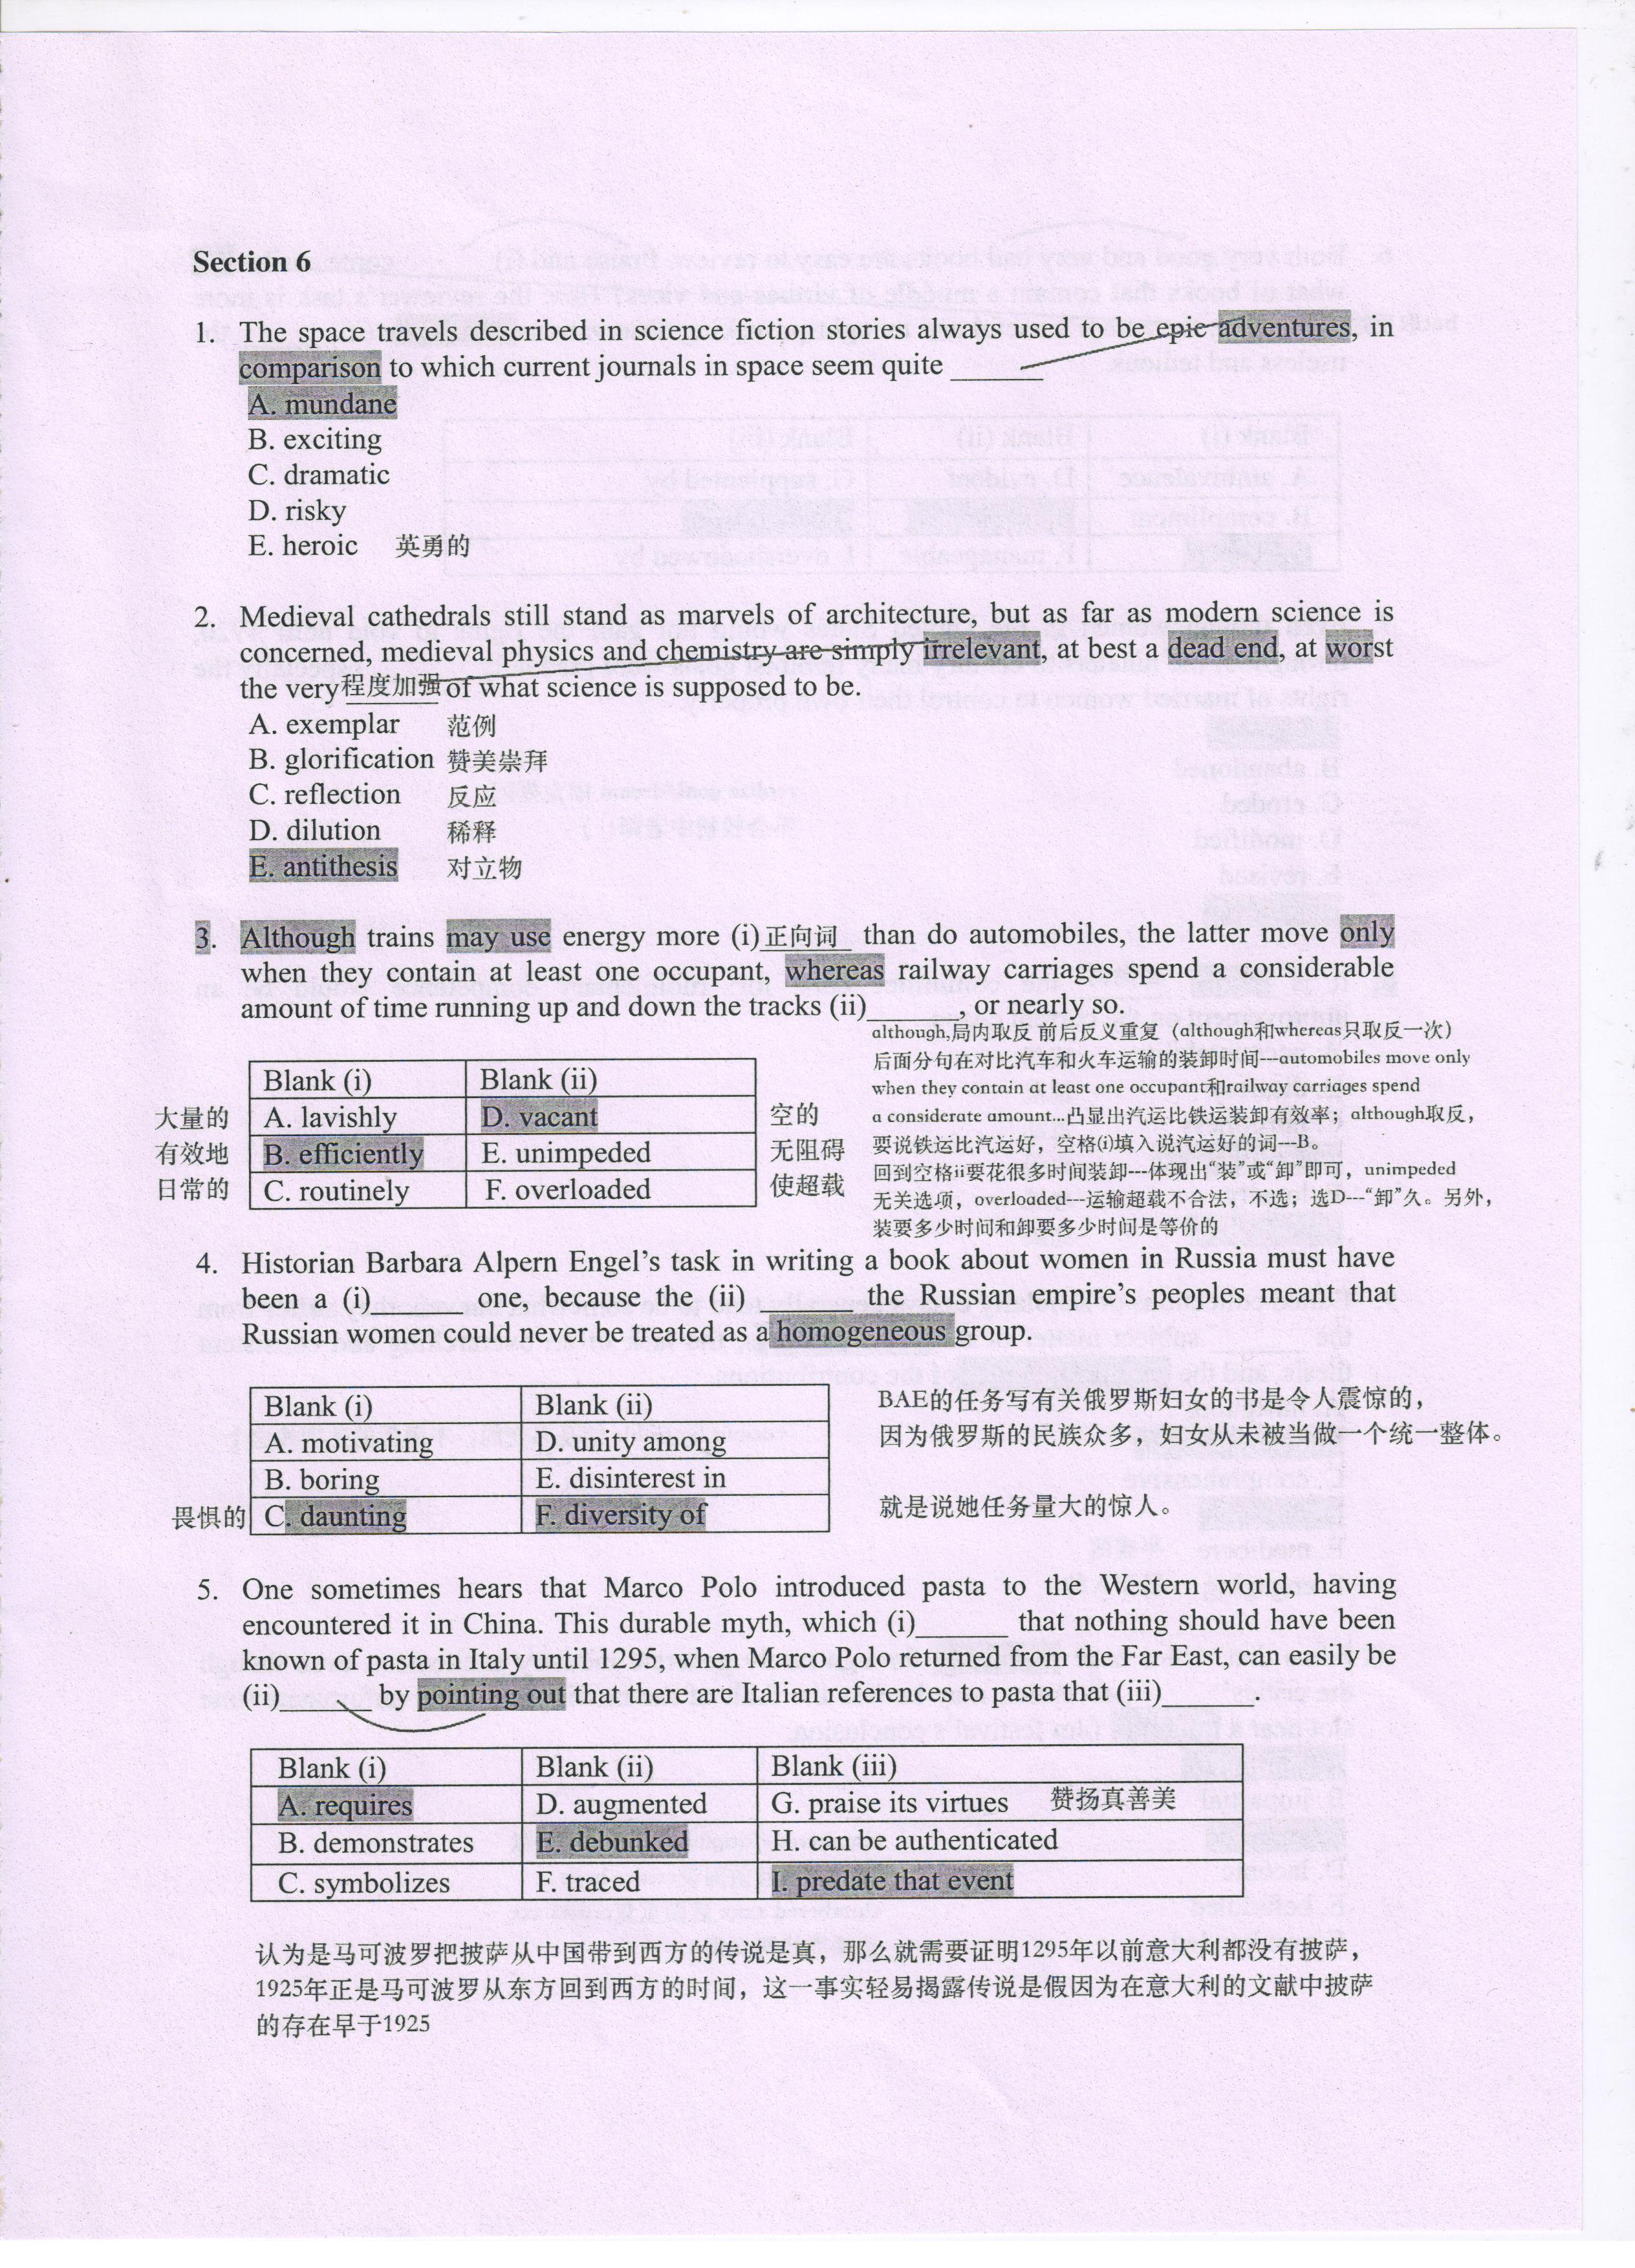 Section 6
1. The space travels described in science fiction stories always used to be epic adventures, in
comparison to which current journals in space seem quite ______
A. mundane
B. exciting
C. dramatic
D. risky
E. heroic 英勇的
2. Medieval cathedrals still stand as marvels of architecture, but as far as modern science is
concerned, medieval physics and chemistry are simply irrelevant, at best a dead end, at worst
the very 程度加强 of what science is supposed to be.
A. exemplar 范例
B. glorification 赞美崇拜
C. reflection 反应
D. dilution 稀释
E. antithesis 对立物
3. Although trains may use energy more (i) 正向词 than do automobiles, the latter move only
when they contain at least one occupant, whereas railway carriages spend a considerable
amount of time running up and down the tracks (ii)______, or nearly so.
although,局内取反 前后反义重复（although和whereas只取反一次）
后面分句在对比汽车和火车运输的装卸时间---automobiles move only
when they contain at least one occupant和railway carriages spend
a considerate amount...凸显出汽运比铁运装卸有效率；although取反，
要说铁运比汽运好，空格(i)填入说汽运好的词---B。
回到空格ii要花很多时间装卸---体现出“装”或“卸”即可，unimpeded
无关选项，overloaded---运输超载不合法，不选；选D---“卸”久。另外，
装要多少时间和卸要多少时间是等价的
Blank (i) Blank (ii)
大量的 A. lavishly D. vacant 空的
有效地 B. efficiently E. unimpeded 无阻碍
日常的 C. routinely F. overloaded 使超载
4. Historian Barbara Alpern Engel’s task in writing a book about women in Russia must have
been a (i)______ one, because the (ii) ______ the Russian empire’s peoples meant that
Russian women could never be treated as a homogeneous group.
Blank (i) Blank (ii)
A. motivating D. unity among
B. boring E. disinterest in
畏惧的 C. daunting F. diversity of
BAE的任务写有关俄罗斯妇女的书是令人震惊的，
因为俄罗斯的民族众多，妇女从未被当做一个统一整体。
就是说她任务量大的惊人。
5. One sometimes hears that Marco Polo introduced pasta to the Western world, having
encountered it in China. This durable myth, which (i)______ that nothing should have been
known of pasta in Italy until 1295, when Marco Polo returned from the Far East, can easily be
(ii)______ by pointing out that there are Italian references to pasta that (iii)______.
Blank (i) Blank (ii) Blank (iii)
A. requires D. augmented G. praise its virtues 赞扬真善美
B. demonstrates E. debunked H. can be authenticated
C. symbolizes F. traced I. predate that event
认为是马可波罗把披萨从中国带到西方的传说是真，那么就需要证明1295年以前意大利都没有披萨，
1925年正是马可波罗从东方回到西方的时间，这一事实轻易揭露传说是假因为在意大利的文献中披萨
的存在早于1925